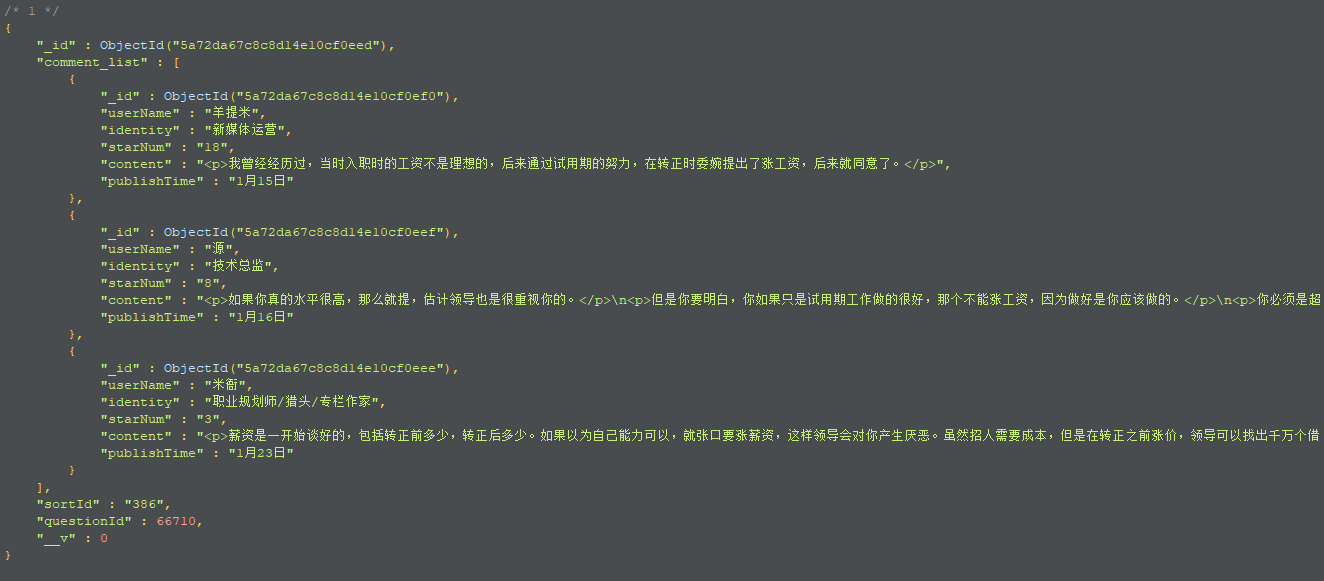 /* 1 */
{
    "_id" : ObjectId("5a72da67c8c8d14e10cf0eed"),
    "comment_list" : [
        {
            "_id" : ObjectId("5a72da67c8c8d14e10cf0ef0"),
            "userName" : "羊提米",
            "identity" : "新媒体运营",
            "starNum" : "18",
            "content" : "<p>我曾经经历过，当时入职时的工资不是理想的，后来通过试用期的努力，在转正时委婉提出了涨工资，后来就同意了。</p>",
            "publishTime" : "1月15日"
        },
        {
            "_id" : ObjectId("5a72da67c8c8d14e10cf0eef"),
            "userName" : "源",
            "identity" : "技术总监",
            "starNum" : "8",
            "content" : "<p>如果你真的水平很高，那么就提，估计领导也是很重视你的。</p>\n<p>但是你要明白，你如果只是试用期工作做的很好，那个不能涨工资，因为做好是你应该做的。</p>\n<p>你必须是超
            "publishTime" : "1月16日"
        },
        {
            "_id" : ObjectId("5a72da67c8c8d14e10cf0eee"),
            "userName" : "米衙",
            "identity" : "职业规划师/猎头/专栏作家",
            "starNum" : "3",
            "content" : "<p>薪资是一开始谈好的，包括转正前多少，转正后多少。如果以为自己能力可以，就张口要涨薪资，这样领导会对你产生厌恶。虽然招人需要成本，但是在转正之前涨价，领导可以找出千万个借
            "publishTime" : "1月23日"
        }
    ],
    "sortId" : "386",
    "questionId" : 66710,
    "__v" : 0
}